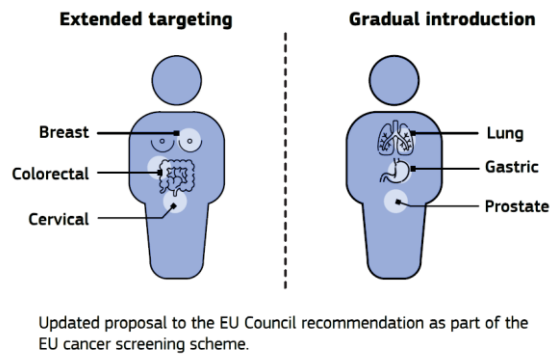 Extended targeting
Gradual introduction
Breast
Colorectal
Cervical
Lung
Gastric
Prostate
Updated proposal to the EU Council recommendation as part of the
EU cancer screening scheme.